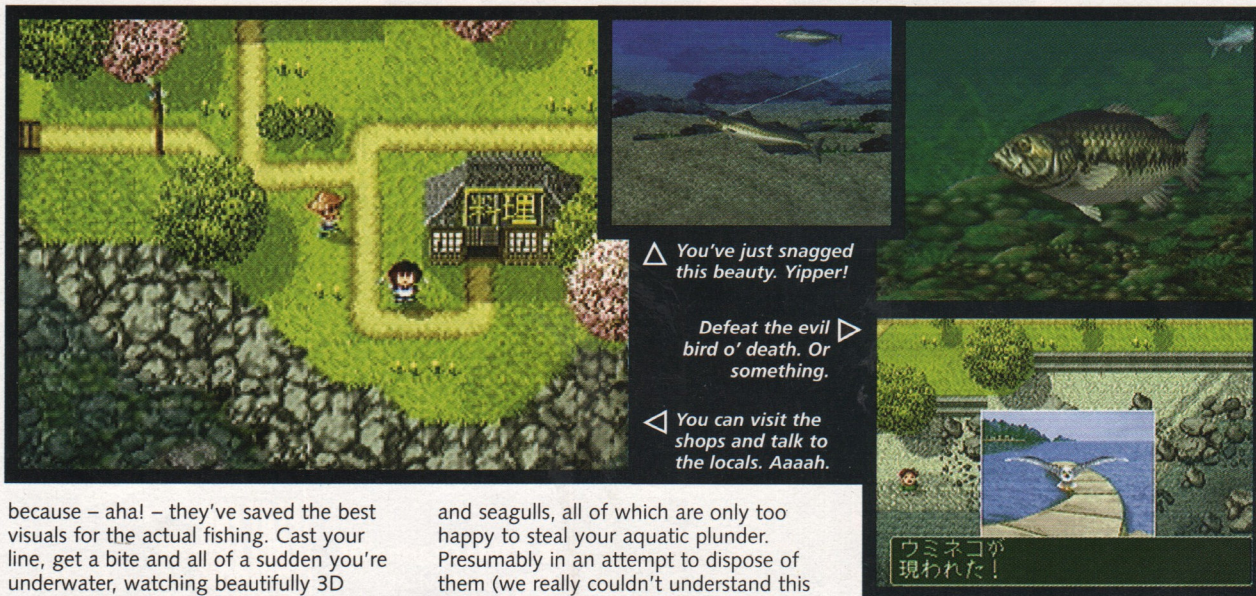 料理
You've just snagged
this beauty. Yipper!
Defeat the evil
bird o' death. Or
something.
You can visit the
shops and talk to
the locals. Aaaah.
ウミネコが
現われた！
because – aha! – they've saved the best
visuals for the actual fishing. Cast your
line, get a bite and all of a sudden you're
underwater, watching beautifully 3D
and seagulls, all of which are only too
happy to steal your aquatic plunder.
Presumably in an attempt to dispose of
them (we really couldn't understand this